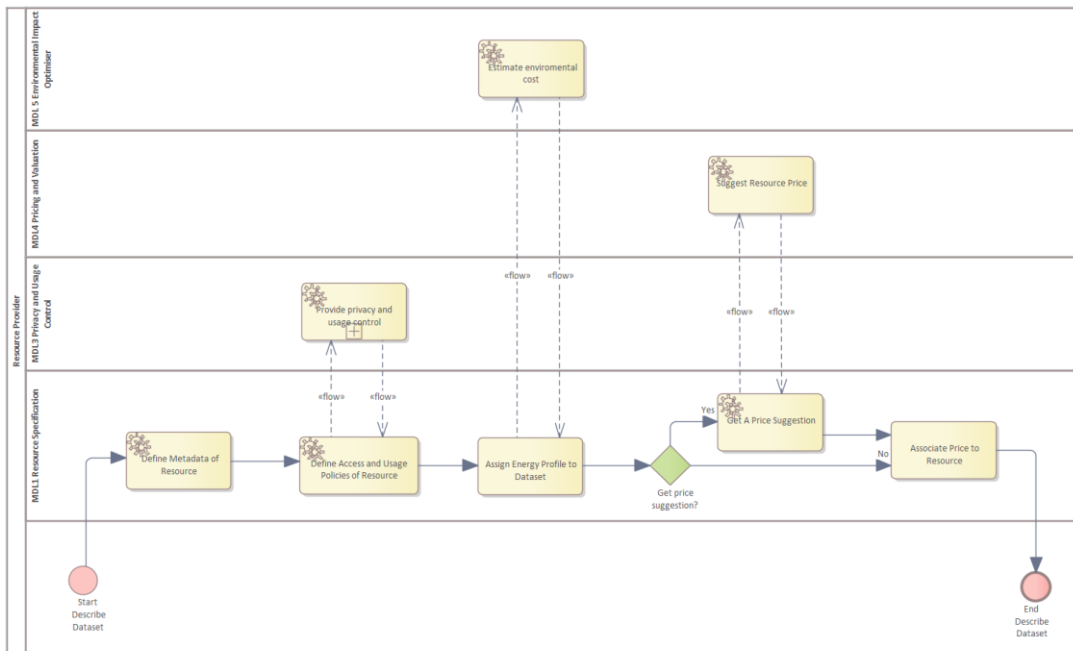 Resource Provider
MDL 5 Environmental Impact
Optimiser
Estimate enviromental
cost
MDL4 Pricing and Valuation
Suggest Resource Price
«flow»
«flow»
MDL3 Privacy and Usage
Control
Provide privacy and
usage control
«flow»
«flow»
«flow»
«flow»
MDL1 Resource Specification
Define Metadata of
Resource
Define Access and Usage
Policies of Resource
Assign Energy Profile to
Dataset
Get price
suggestion?
Yes
Get A Price Suggestion
No
Associate Price to
Resource
Start
Describe
Dataset
End
Describe
Dataset